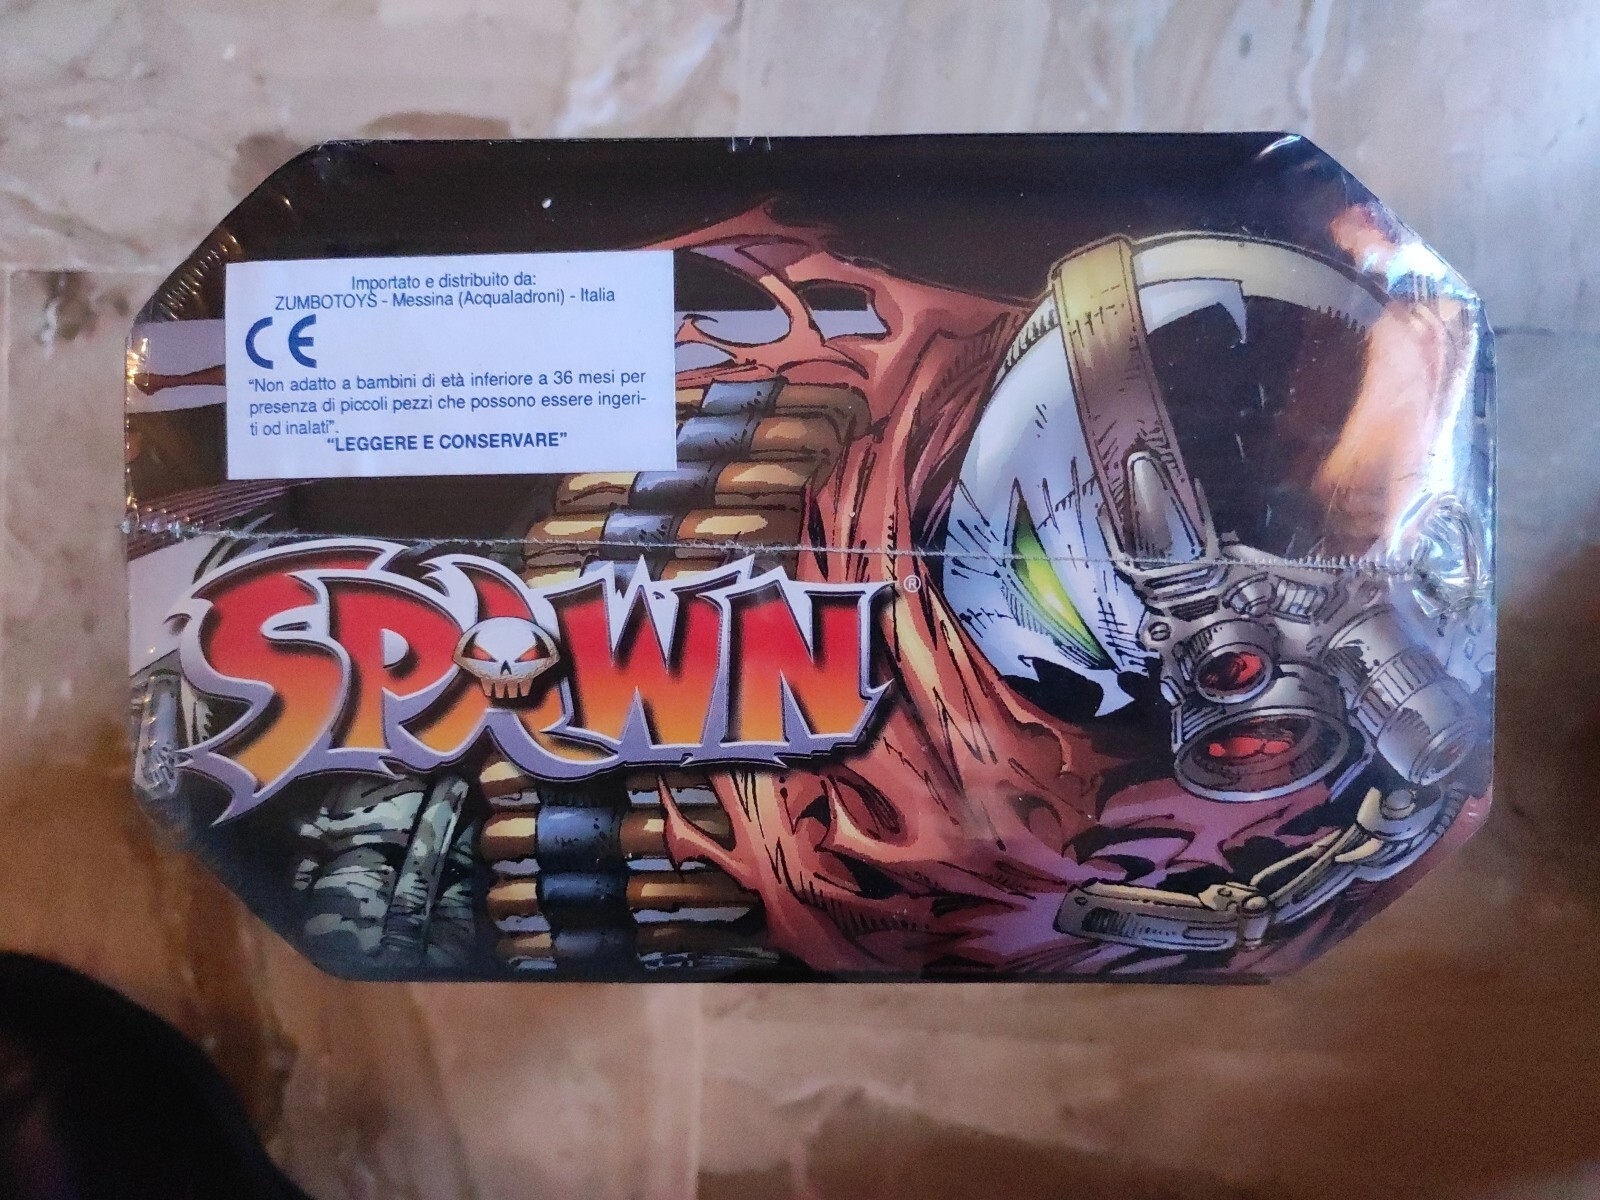 Importato e distribuito da:
ZUMBOTOYS - Messina (Acqualadroni) - Italia
CE
"Non adatto a bambini di età inferiore a 36 mesi per
presenza di piccoli pezzi che possono essere ingeri-
ti od inalati".
"LEGGERE E CONSERVARE"
SPAWN®